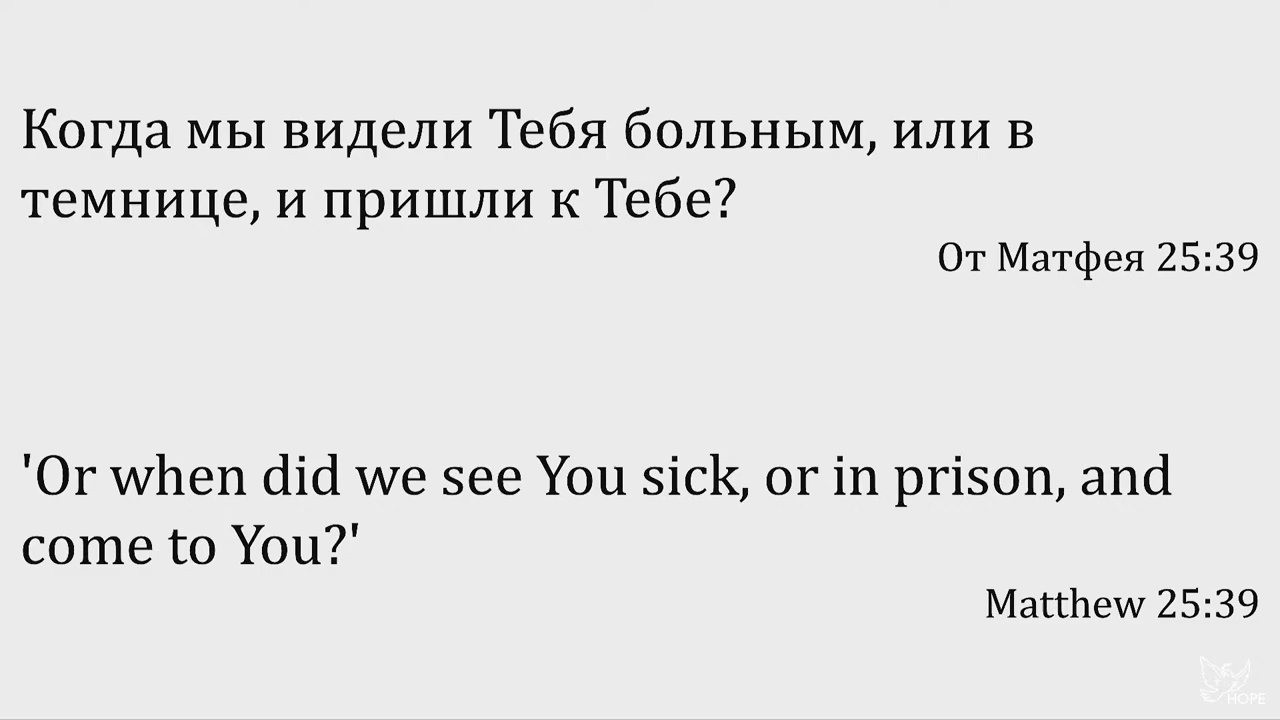 Когда мы видели Тебя больным, или в
темнице, и пришли к Тебе?
От Матфея 25:39
'Or when did we see You sick, or in prison, and
come to You?'
Matthew 25:39
HOPE